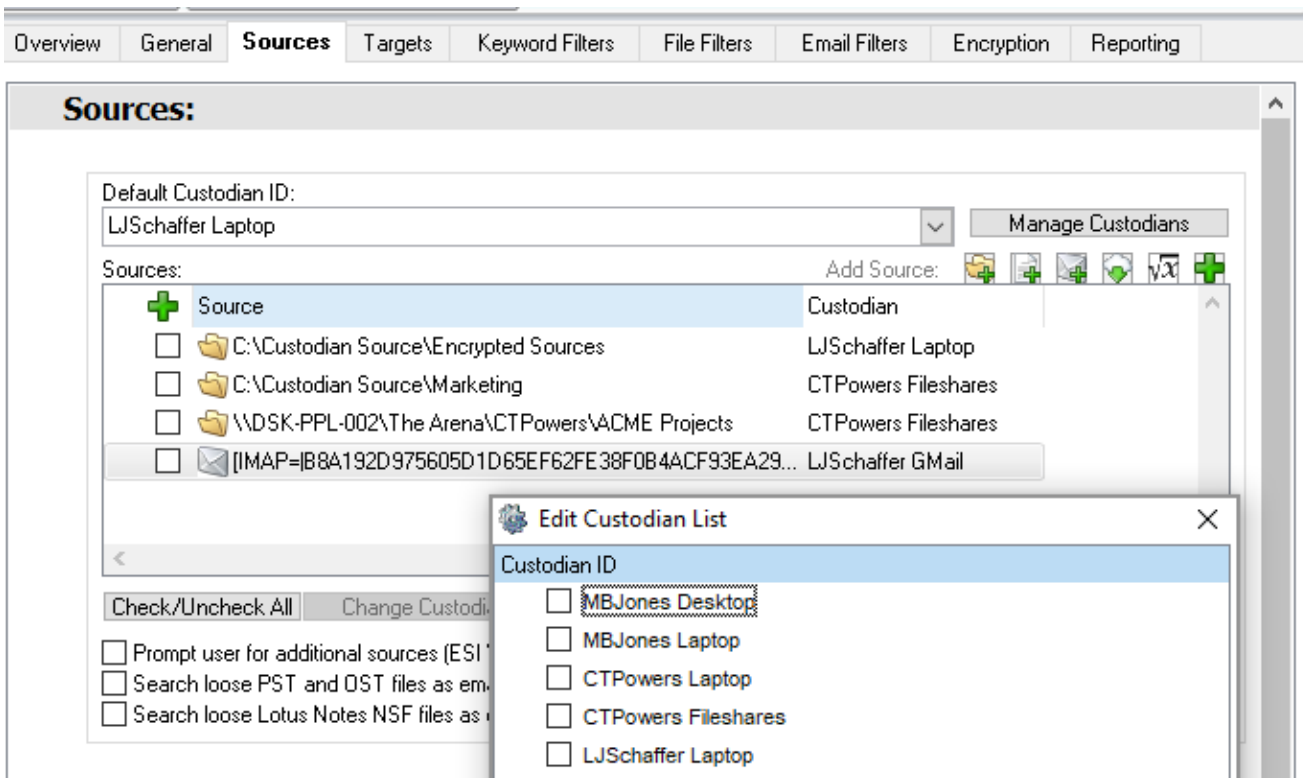 Overview General Sources Targets Keyword Filters File Filters Email Filters Encryption Reporting
Sources:
Default Custodian ID:
LJSchaffer Laptop Manage Custodians
Sources: Add Source: √x
Source Custodian
C:\Custodian Source\Encrypted Sources LJSchaffer Laptop
C:\Custodian Source\Marketing CTPowers Fileshares
\\DSK-PPL-002\The Arena\CTPowers\ACME Projects CTPowers Fileshares
[IMAP=|B8A192D975605D1D65EF62FE38F0B4ACF93EA29... LJSchaffer GMail
Edit Custodian List
Custodian ID
Check/Uncheck All Change Custodi
MBJones Desktop
MBJones Laptop
Prompt user for additional sources (ESI
CTPowers Laptop
Search loose PST and OST files as ema
CTPowers Fileshares
Search loose Lotus Notes NSF files as
LJSchaffer Laptop